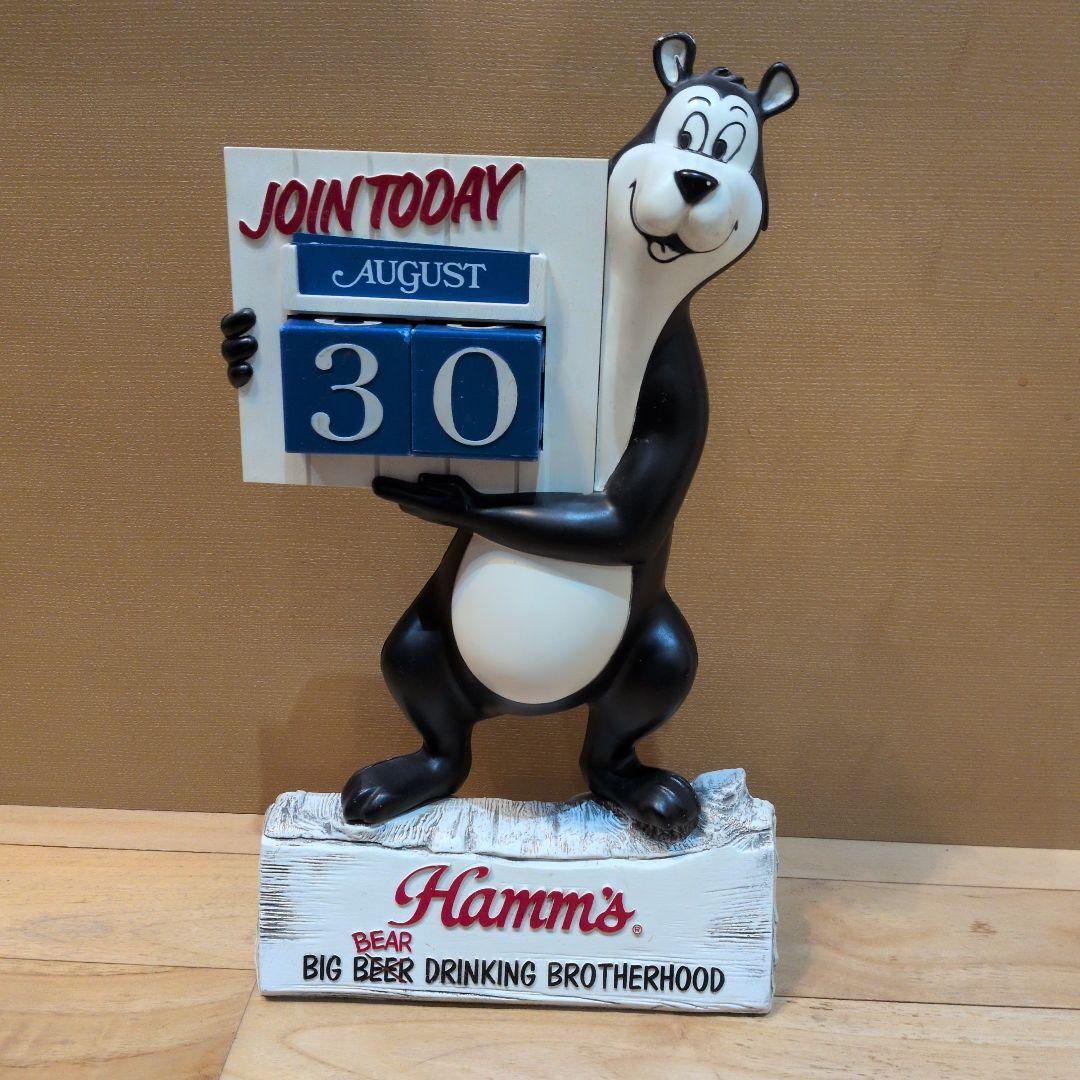 JOIN TODAY
AUGUST
30
Hamm's®
BEAR
BIG BEER DRINKING BROTHERHOOD